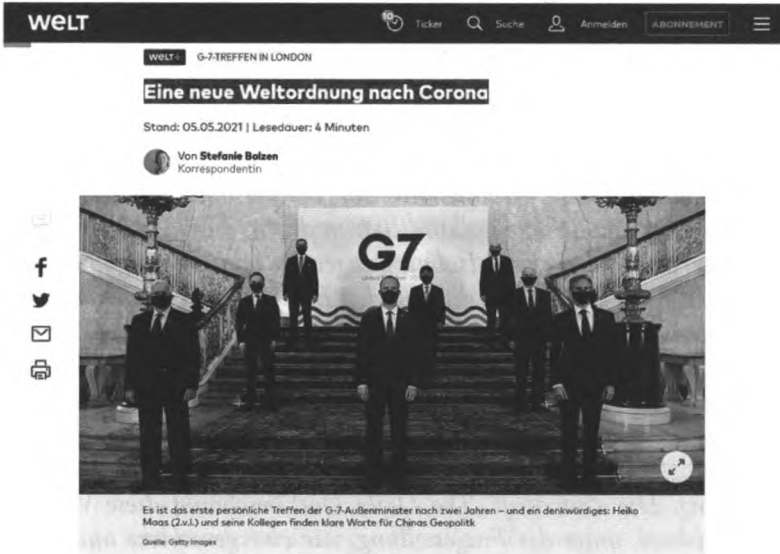 WELT
10
Ticker
Suche
Anmelden
ABONNEMENT
WELT+ G-7-TREFFEN IN LONDON
Eine neue Weltordnung nach Corona
Stand: 05.05.2021 | Lesedauer: 4 Minuten
Von Stefanie Bolzen
Korrespondentin
G7
Es ist das erste persönliche Treffen der G-7-Außenminister nach zwei Jahren – und ein denkwürdiges: Heiko
Maas (2.v.l.) und seine Kollegen finden klare Worte für Chinas Geopolitk
Quelle: Getty Images